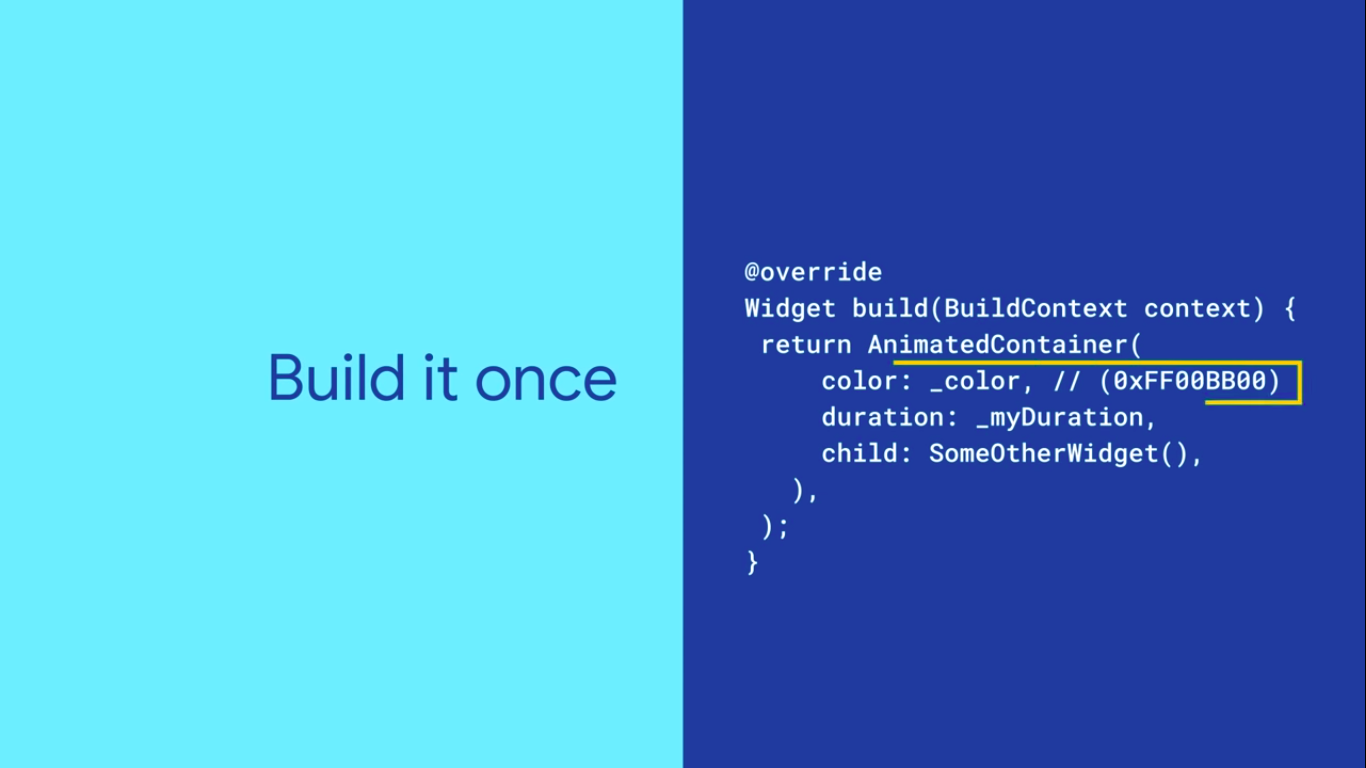 Build it once
@override
Widget build(BuildContext context) {
 return AnimatedContainer(
     color: _color, // (0xFF00BB00)
     duration: _myDuration,
     child: SomeOtherWidget(),
   ),
 );
}